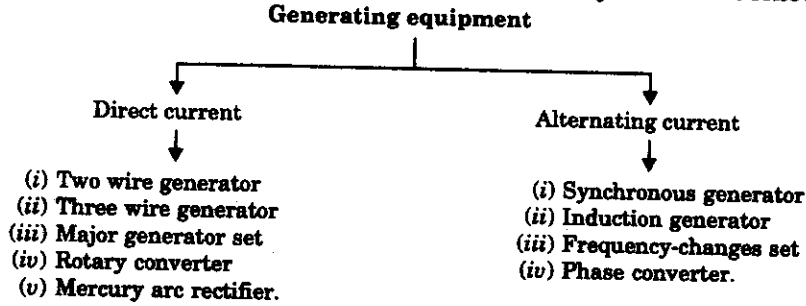 Generating equipment
Direct current
(i) Two wire generator
(ii) Three wire generator
(iii) Major generator set
(iv) Rotary converter
(v) Mercury arc rectifier.
Alternating current
(i) Synchronous generator
(ii) Induction generator
(iii) Frequency-changes set
(iv) Phase converter.